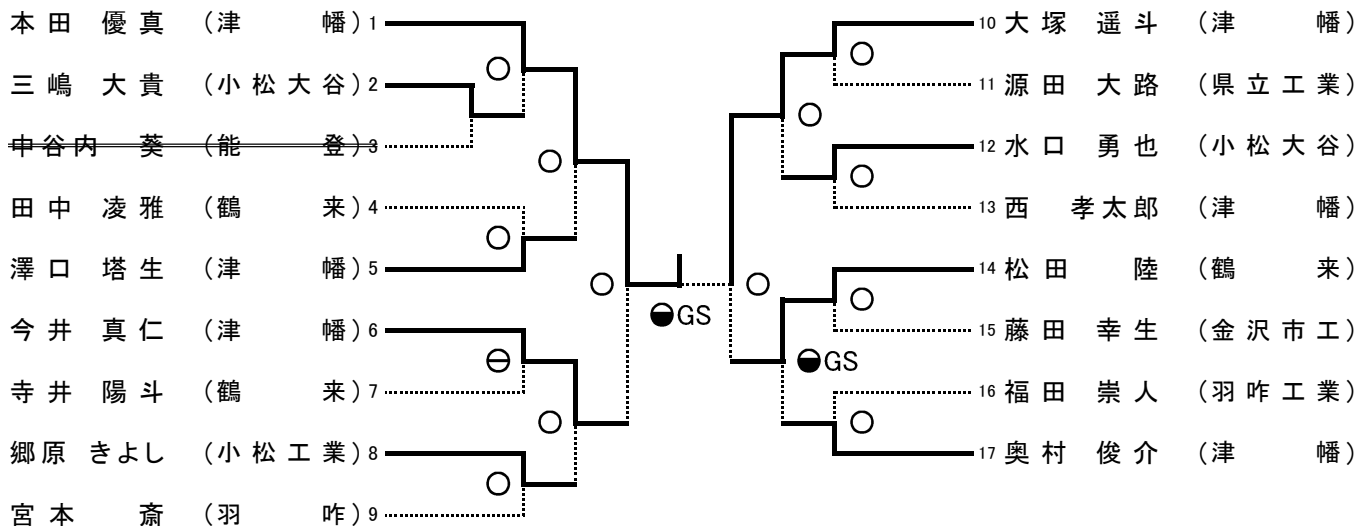 本田 優真 (津 幡) 1
三嶋 大貴 (小松大谷) 2
中谷内 葵 (能 登) 3
田中 凌雅 (鶴 来) 4
澤口 塔生 (津 幡) 5
今井 真仁 (津 幡) 6
寺井 陽斗 (鶴 来) 7
郷原 きよし (小松工業) 8
宮本 斎 (羽 咋) 9
GS
GS
10 大塚 遥斗 (津 幡)
11 源田 大路 (県立工業)
12 水口 勇也 (小松大谷)
13 西 孝太郎 (津 幡)
14 松田 陸 (鶴 来)
15 藤田 幸生 (金沢市工)
16 福田 崇人 (羽咋工業)
17 奥村 俊介 (津 幡)